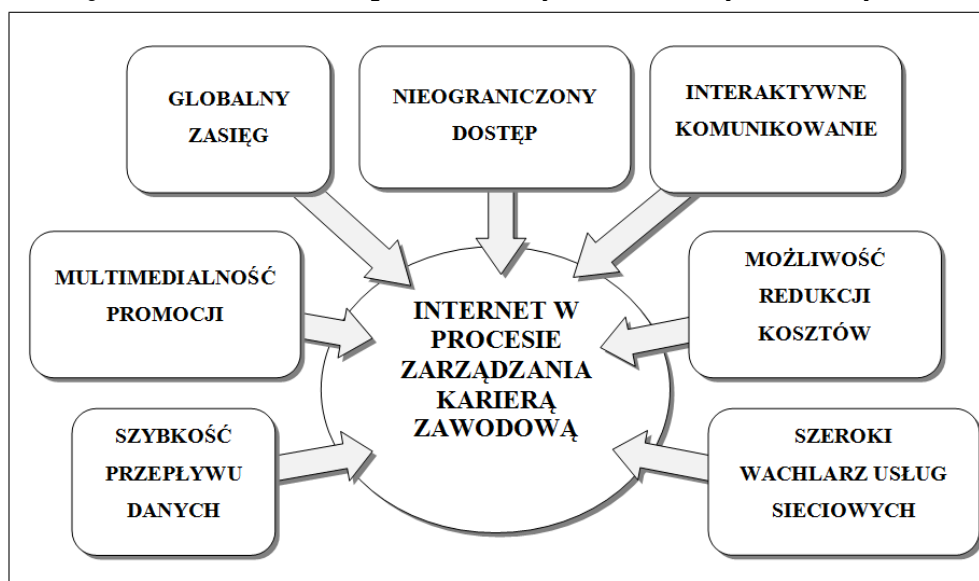 GLOBALNY
ZASIĘG
NIEOGRANICZONY
DOSTĘP
INTERAKTYWNE
KOMUNIKOWANIE
MULTIMEDIALNOŚĆ
PROMOCJI
INTERNET W
PROCESIE
ZARZĄDZANIA
KARIERĄ
ZAWODOWĄ
MOŻLIWOŚĆ
REDUKCJI
KOSZTÓW
SZYBKOŚĆ
PRZEPŁYWU
DANYCH
SZEROKI
WACHLARZ USŁUG
SIECIOWYCH